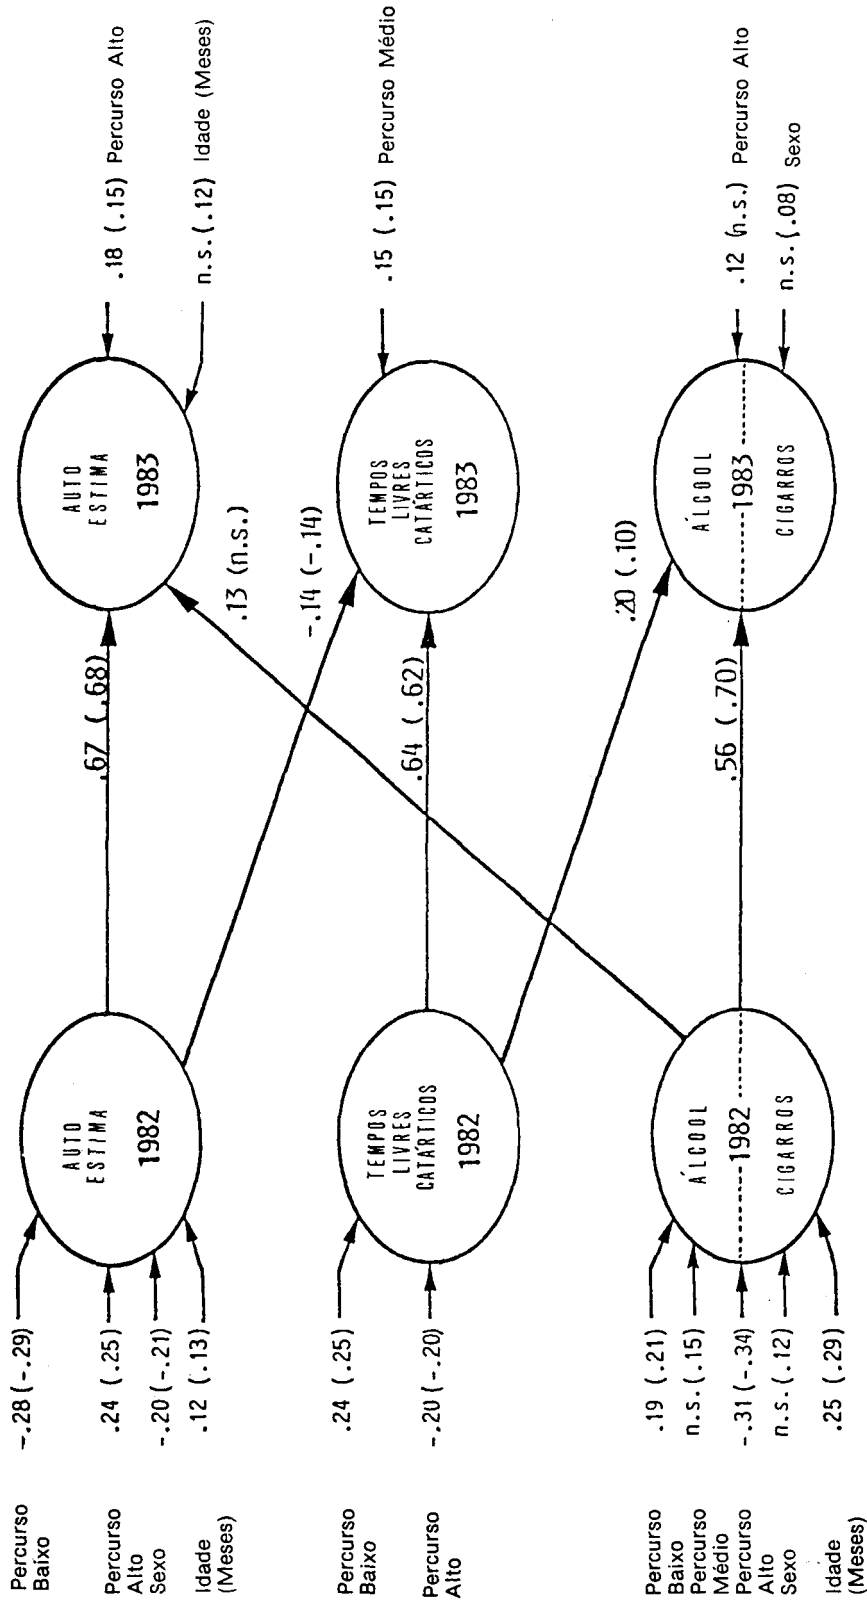 Percurso
Baixo
-.28 (-.29)
Percurso
Alto
.24 (.25)
Sexo
-.20 (-.21)
Idade
(Meses)
.12 (.13)
AUTO
ESTIMA
1982
.67 (.68)
AUTO
ESTIMA
1983
.18 (.15) Percurso Alto
n.s. (.12) Idade (Meses)
.13 (n.s.)
-.14 (-.14)
Percurso
Baixo
.24 (.25)
Percurso
Alto
-.20 (-.20)
TEMPOS
LIVRES
CATÁRTICOS
1982
.64 (.62)
TEMPOS
LIVRES
CATÁRTICOS
1983
.15 (.15) Percurso Médio
.20 (.10)
Percurso
Baixo
.19 (.21)
Percurso
Médio
n.s. (.15)
Percurso
Alto
-.31 (-.34)
Sexo
n.s. (.12)
Idade
(Meses)
.25 (.29)
ÁLCOOL
1982
CIGARROS
.56 (.70)
ÁLCOOL
1983
CIGARROS
.12 (n.s.) Percurso Alto
n.s. (.08) Sexo